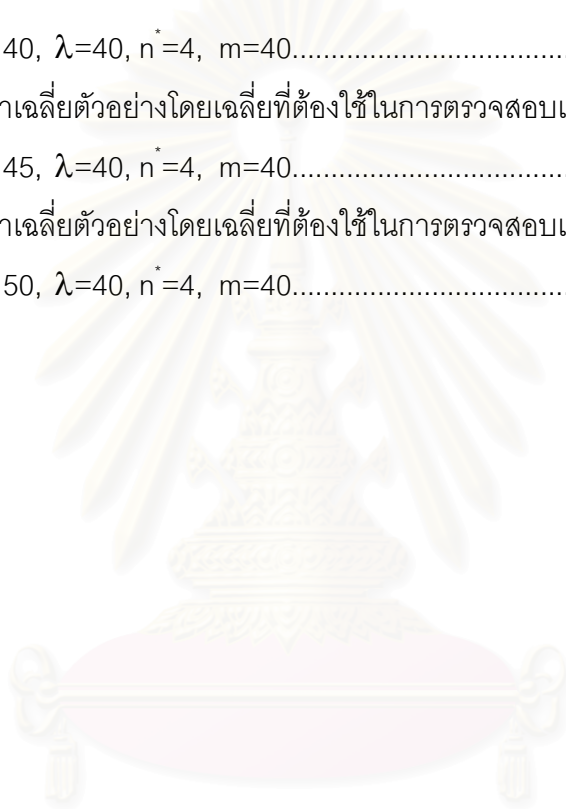 40, λ=40, n*=4, m=40...................................
าเฉลี่ยตัวอย่างโดยเฉลี่ยที่ต้องใช้ในการตรวจสอบเ
45, λ=40, n*=4, m=40...................................
าเฉลี่ยตัวอย่างโดยเฉลี่ยที่ต้องใช้ในการตรวจสอบเ
50, λ=40, n*=4, m=40...................................